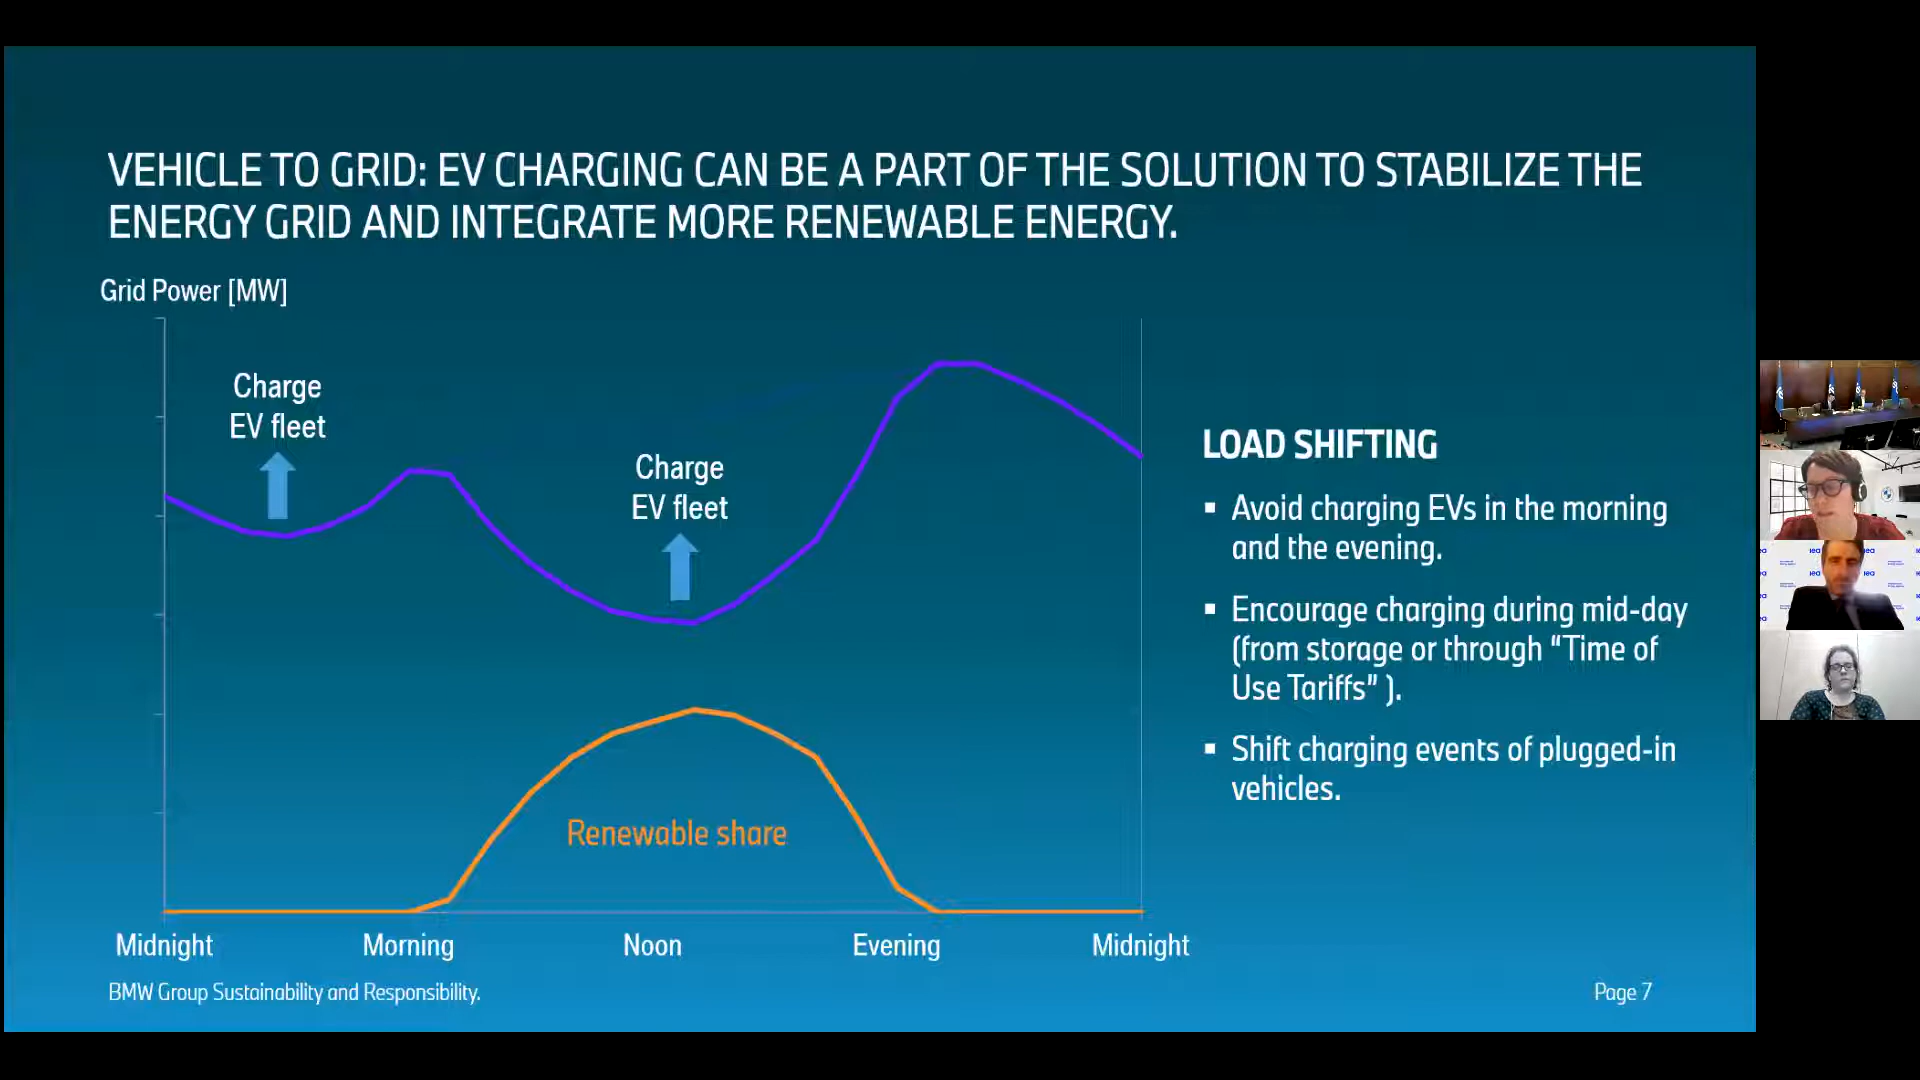 VEHICLE TO GRID: EV CHARGING CAN BE A PART OF THE SOLUTION TO STABILIZE THE
ENERGY GRID AND INTEGRATE MORE RENEWABLE ENERGY.
Grid Power [MW]
Charge
EV fleet
Charge
EV fleet
Renewable share
Midnight
Morning
Noon
Evening
Midnight
LOAD SHIFTING
▪ Avoid charging EVs in the morning
and the evening.
▪ Encourage charging during mid-day
(from storage or through “Time of
Use Tariffs” ).
▪ Shift charging events of plugged-in
vehicles.
BMW Group Sustainability and Responsibility.
Page 7
iea
iea